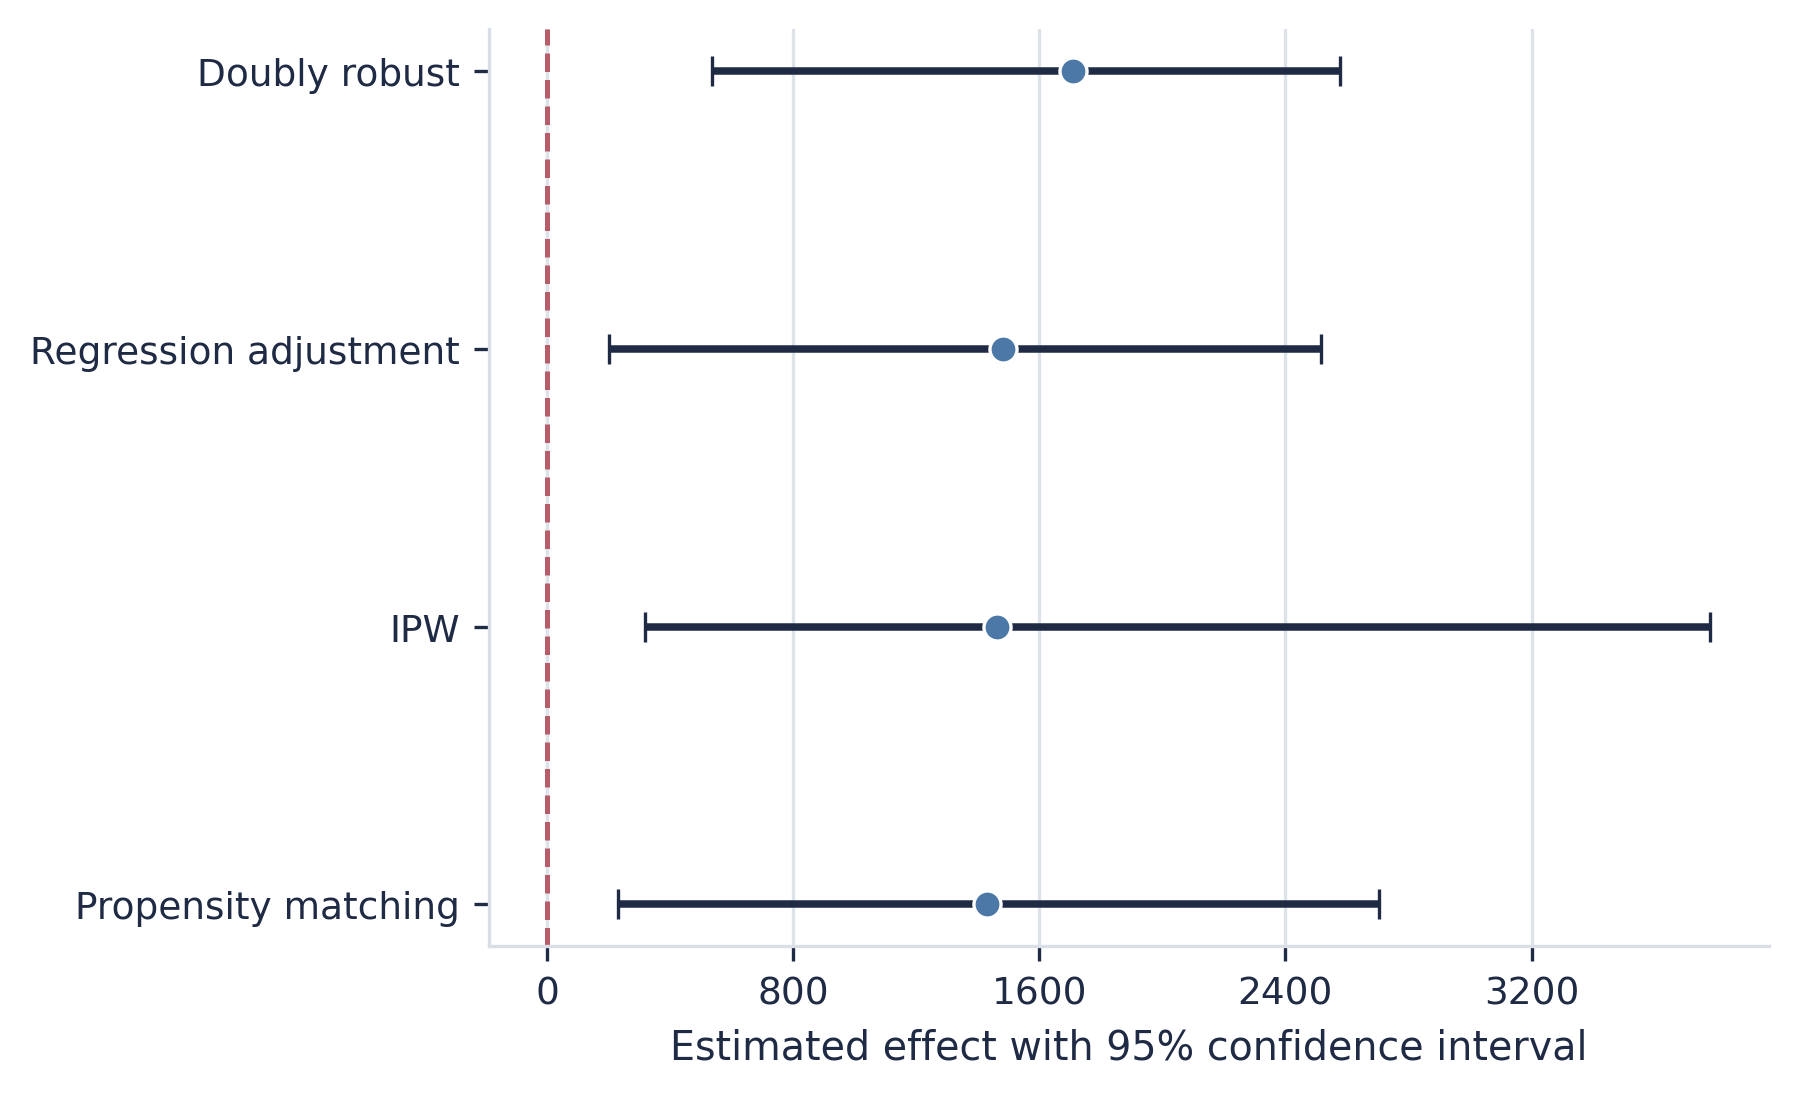 Doubly robust
Regression adjustment
IPW
Propensity matching
0 800 1600 2400 3200
Estimated effect with 95% confidence interval